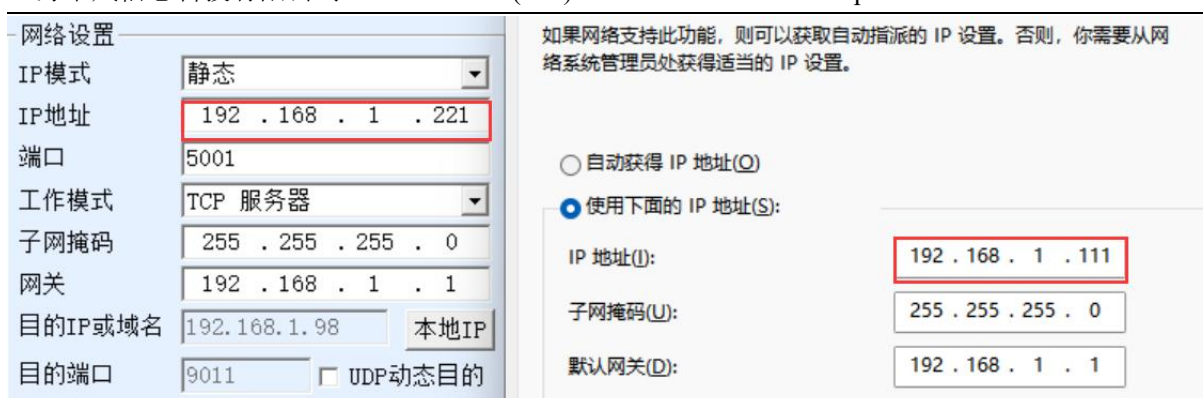 网络设置
IP模式 静态
IP地址 192 . 168 . 1 . 221
端口 5001
工作模式 TCP 服务器
子网掩码 255 . 255 . 255 . 0
网关 192 . 168 . 1 . 1
目的IP或域名 192.168.1.98 本地IP
目的端口 9011 UDP动态目的
如果网络支持此功能，则可以获取自动指派的 IP 设置。否则，你需要从网
络系统管理员处获得适当的 IP 设置。
自动获得 IP 地址(O)
使用下面的 IP 地址(S):
IP 地址(I): 192 . 168 . 1 . 111
子网掩码(U): 255 . 255 . 255 . 0
默认网关(D): 192 . 168 . 1 . 1